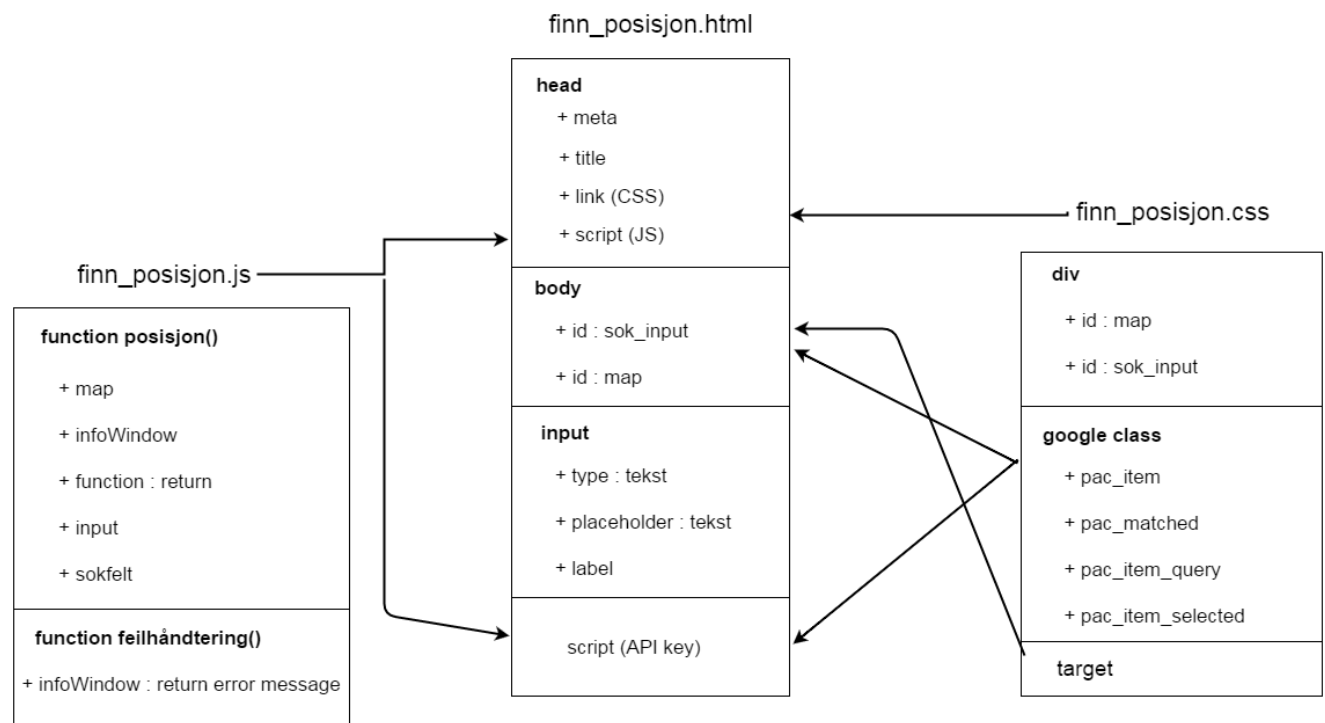 finn_posisjon.html
head
+ meta
+ title
+ link (CSS)
+ script (JS)
body
+ id : sok_input
+ id : map
input
+ type : tekst
+ placeholder : tekst
+ label
script (API key)
finn_posisjon.js
function posisjon()
+ map
+ infoWindow
+ function : return
+ input
+ sokfelt
function feilhåndtering()
+ infoWindow : return error message
finn_posisjon.css
div
+ id : map
+ id : sok_input
google class
+ pac_item
+ pac_matched
+ pac_item_query
+ pac_item_selected
target